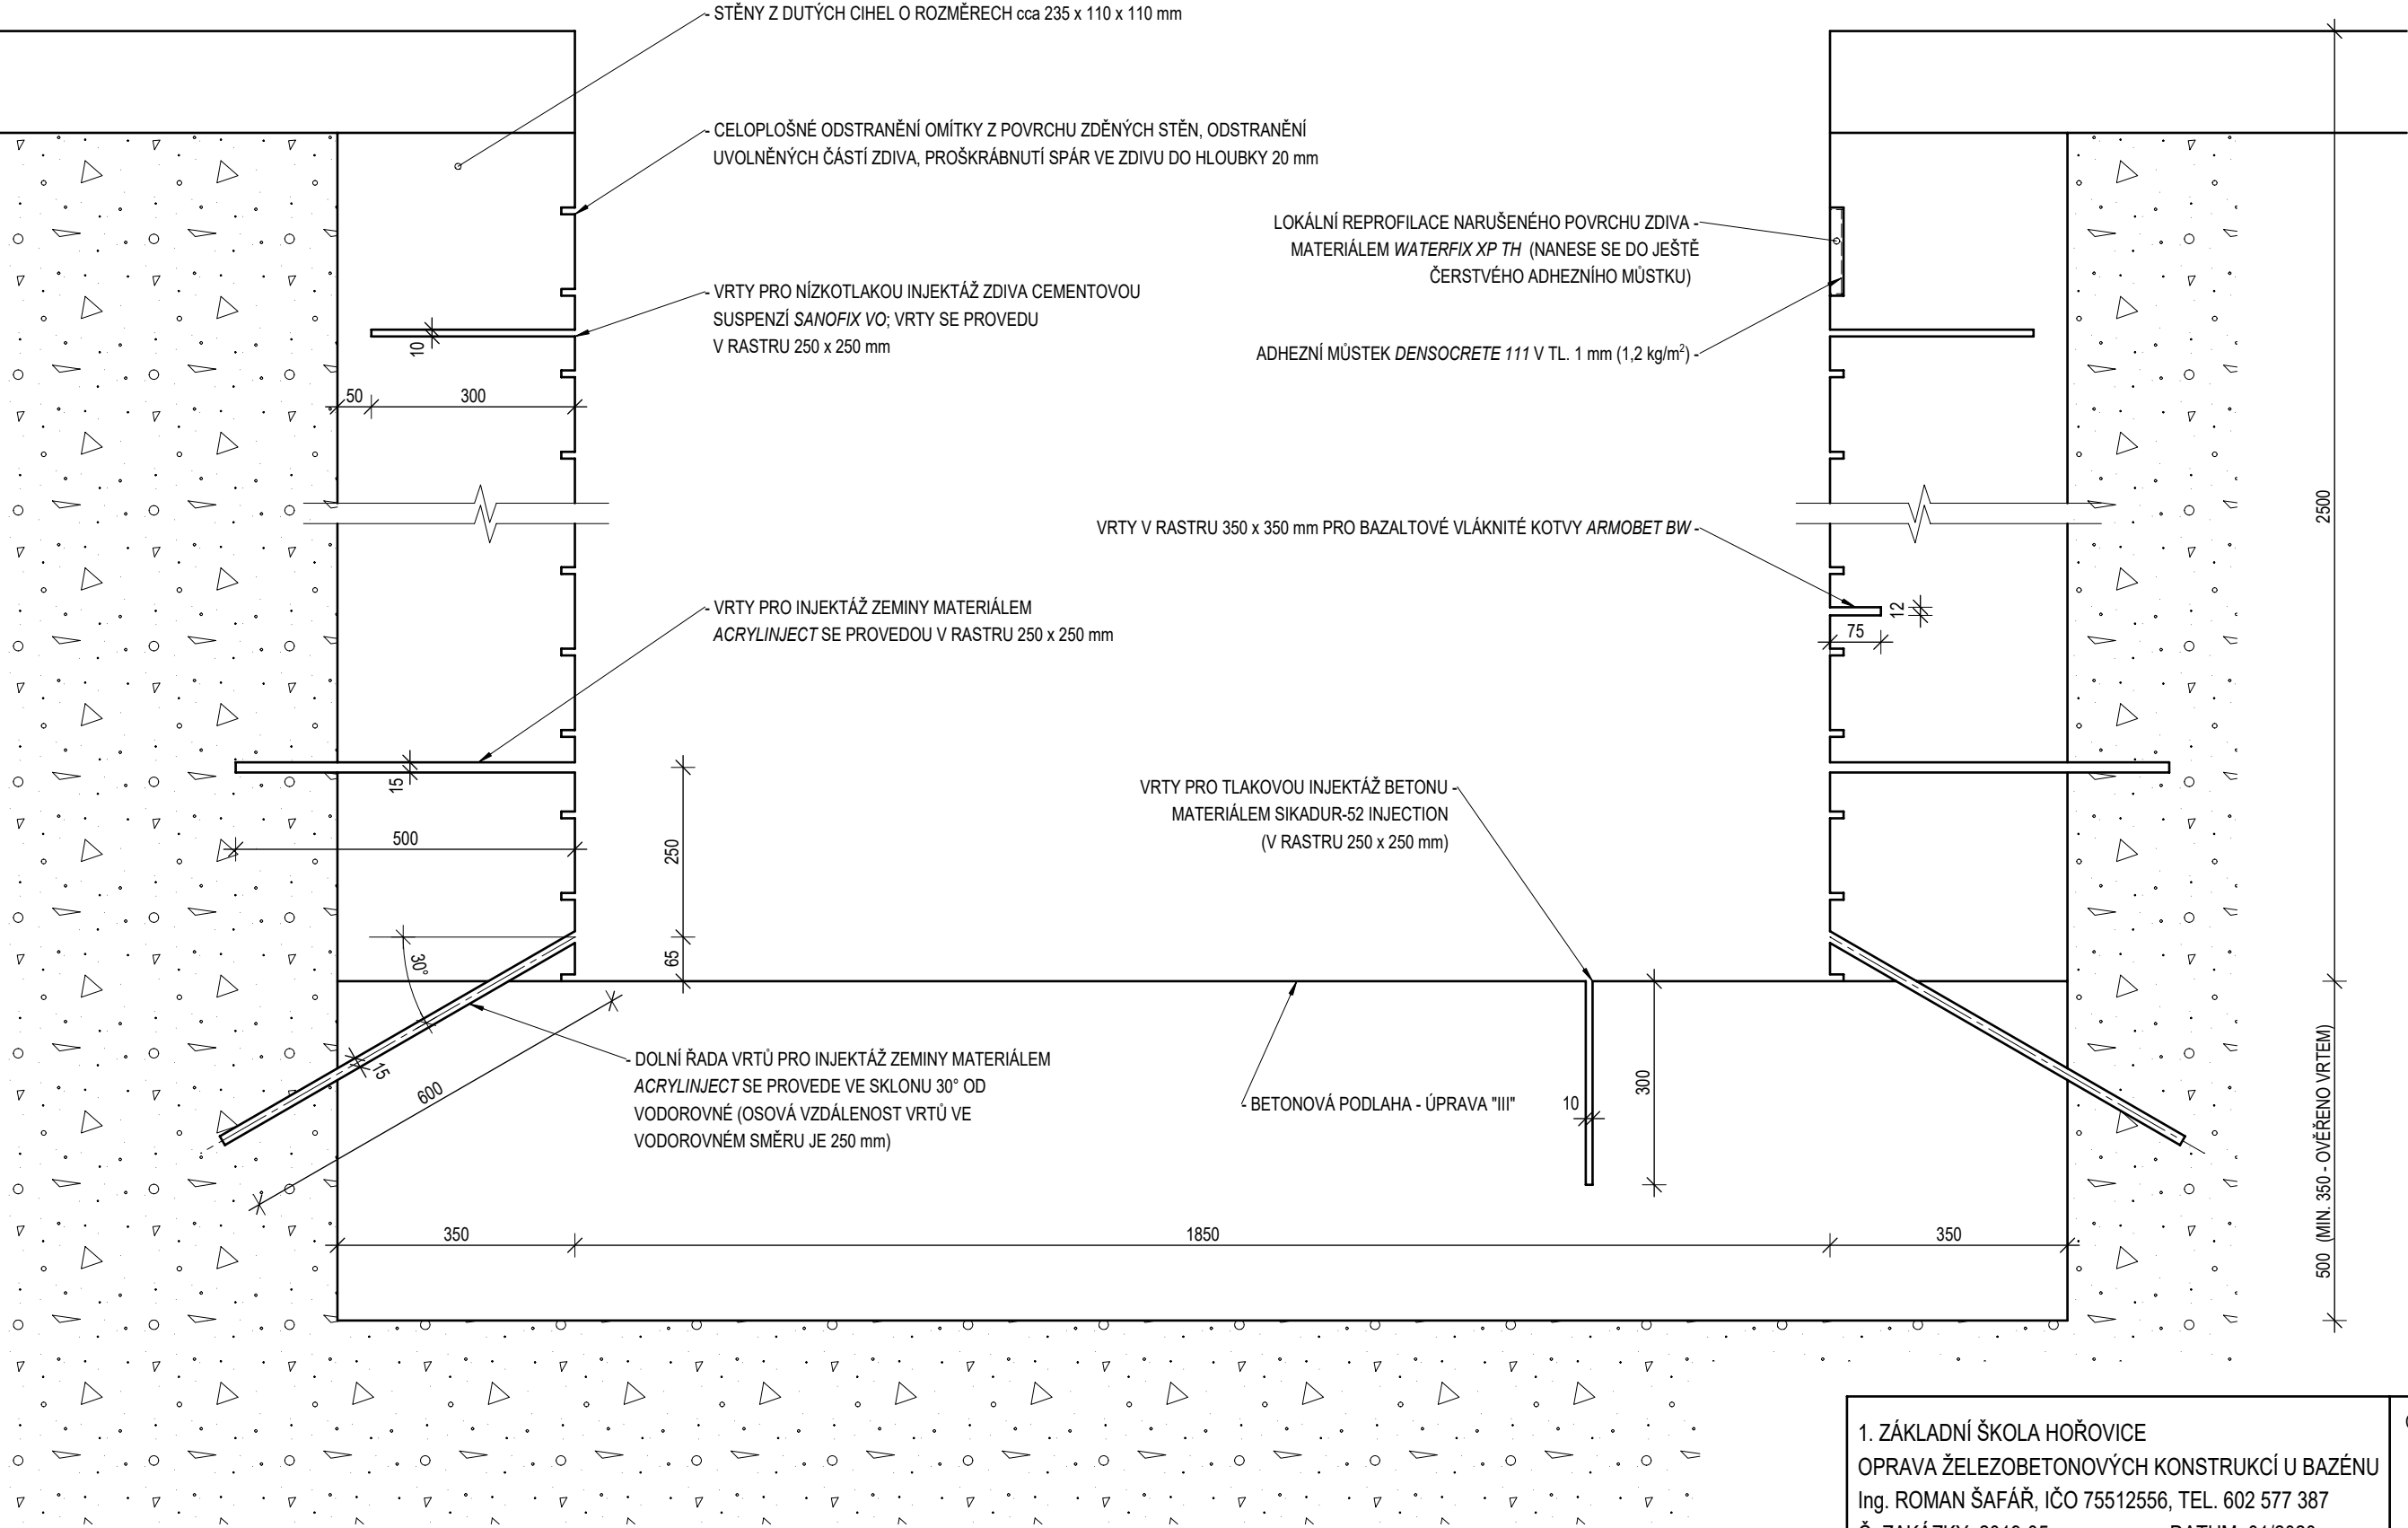 - STĚNY Z DUTÝCH CIHEL O ROZMĚRECH cca 235 x 110 x 110 mm
- CELOPLOŠNÉ ODSTRANĚNÍ OMÍTKY Z POVRCHU ZDĚNÝCH STĚN, ODSTRANĚNÍ
UVOLNĚNÝCH ČÁSTÍ ZDIVA, PROŠKRÁBNUTÍ SPÁR VE ZDIVU DO HLOUBKY 20 mm
LOKÁLNÍ REPROFILACE NARUŠENÉHO POVRCHU ZDIVA -
MATERIÁLEM WATERFIX XP TH (NANESE SE DO JEŠTĚ
ČERSTVÉHO ADHEZNÍHO MŮSTKU)
- VRTY PRO NÍZKOTLAKOU INJEKTÁŽ ZDIVA CEMENTOVOU
SUSPENZÍ SANOFIX VO; VRTY SE PROVEDU
V RASTRU 250 x 250 mm
ADHEZNÍ MŮSTEK DENSOCRETE 111 V TL. 1 mm (1,2 kg/m²) -
10
50
300
2500
VRTY V RASTRU 350 x 350 mm PRO BAZALTOVÉ VLÁKNITÉ KOTVY ARMOBET BW -
12
75
- VRTY PRO INJEKTÁŽ ZEMINY MATERIÁLEM
ACRYLINJECT SE PROVEDOU V RASTRU 250 x 250 mm
15
500
250
65
VRTY PRO TLAKOVOU INJEKTÁŽ BETONU -
MATERIÁLEM SIKADUR-52 INJECTION
(V RASTRU 250 x 250 mm)
30°
15
600
- DOLNÍ ŘADA VRTŮ PRO INJEKTÁŽ ZEMINY MATERIÁLEM
ACRYLINJECT SE PROVEDE VE SKLONU 30° OD
VODOROVNÉ (OSOVÁ VZDÁLENOST VRTŮ VE
VODOROVNÉM SMĚRU JE 250 mm)
- BETONOVÁ PODLAHA - ÚPRAVA "III"
10
300
500 (MIN. 350 - OVĚŘENO VRTEM)
350
1850
350
1. ZÁKLADNÍ ŠKOLA HOŘOVICE
OPRAVA ŽELEZOBETONOVÝCH KONSTRUKCÍ U BAZÉNU
Ing. ROMAN ŠAFÁŘ, IČO 75512556, TEL. 602 577 387